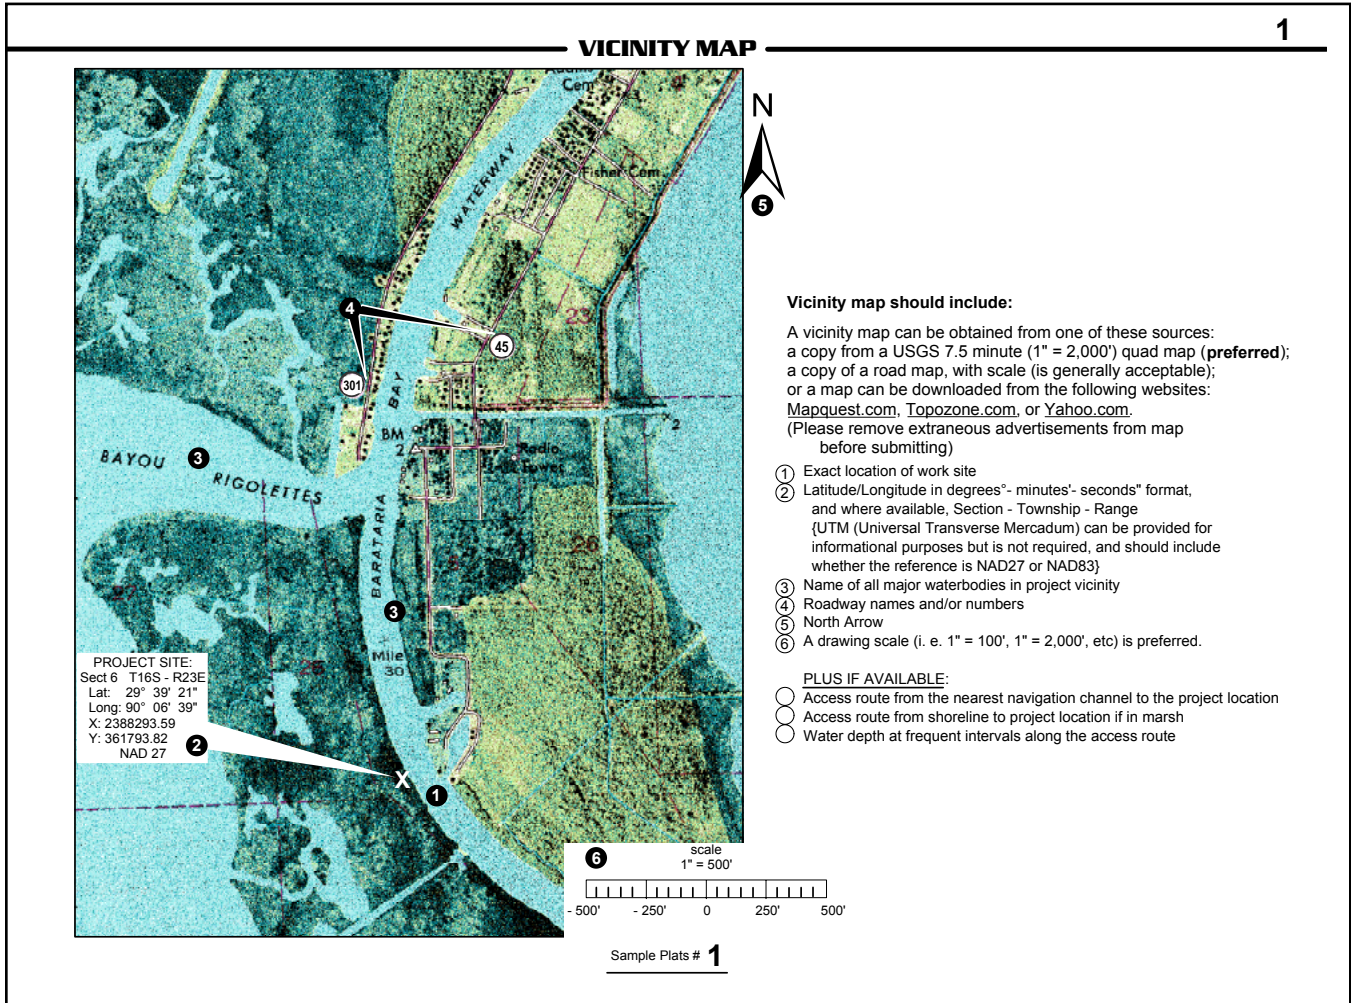 1
VICINITY MAP
Cem
Fisher Cem
N
5
WATERWAY
4
23
45
301
BAY
BM
2
2
Radio
Tower
BAYOU
3
RIGOLETTES
BARATARIA
26
27
3
Mile
30
PROJECT SITE:
Sect 6 T16S - R23E
Lat: 29° 39' 21"
Long: 90° 06' 39"
X: 2388293.59
Y: 361793.82
NAD 27
2
X
1
6
scale
1" = 500'
- 500' - 250' 0 250' 500'
Vicinity map should include:
A vicinity map can be obtained from one of these sources:
a copy from a USGS 7.5 minute (1" = 2,000') quad map (preferred);
a copy of a road map, with scale (is generally acceptable);
or a map can be downloaded from the following websites:
Mapquest.com, Topozone.com, or Yahoo.com.
(Please remove extraneous advertisements from map
before submitting)
1 Exact location of work site
2 Latitude/Longitude in degrees°- minutes'- seconds" format,
and where available, Section - Township - Range
{UTM (Universal Transverse Mercadum) can be provided for
informational purposes but is not required, and should include
whether the reference is NAD27 or NAD83}
3 Name of all major waterbodies in project vicinity
4 Roadway names and/or numbers
5 North Arrow
6 A drawing scale (i. e. 1" = 100', 1" = 2,000', etc) is preferred.
PLUS IF AVAILABLE:
Access route from the nearest navigation channel to the project location
Access route from shoreline to project location if in marsh
Water depth at frequent intervals along the access route
Sample Plats # 1